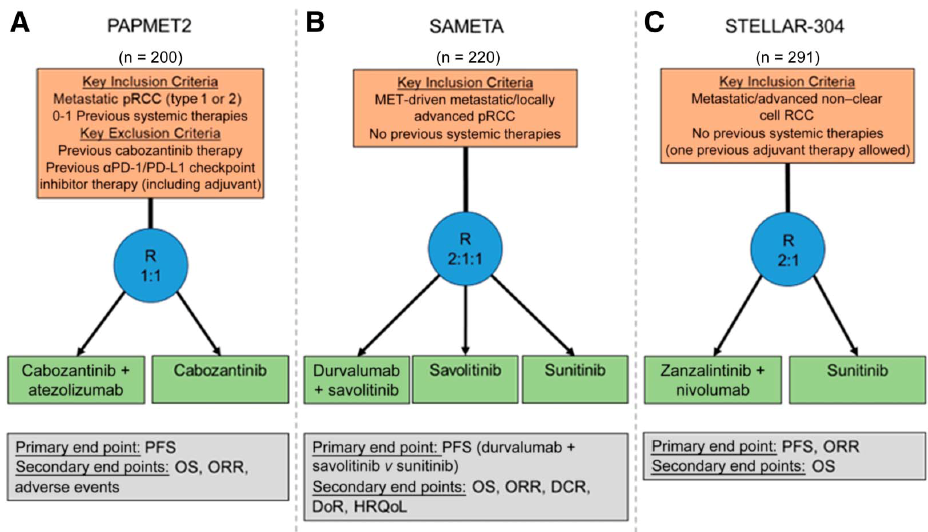 A
PAPMET2
(n = 200)
Key Inclusion Criteria
Metastatic pRCC (type 1 or 2)
0-1 Previous systemic therapies
Key Exclusion Criteria
Previous cabozantinib therapy
Previous αPD-1/PD-L1 checkpoint
inhibitor therapy (including adjuvant)
R
1:1
Cabozantinib +
atezolizumab
Cabozantinib
Primary end point: PFS
Secondary end points: OS, ORR,
adverse events
B
SAMETA
(n = 220)
Key Inclusion Criteria
MET-driven metastatic/locally
advanced pRCC
No previous systemic therapies
R
2:1:1
Durvalumab
+ savolitinib
Savolitinib
Sunitinib
Primary end point: PFS (durvalumab +
savolitinib v sunitinib)
Secondary end points: OS, ORR, DCR,
DoR, HRQoL
C
STELLAR-304
(n = 291)
Key Inclusion Criteria
Metastatic/advanced non–clear
cell RCC
No previous systemic therapies
(one previous adjuvant therapy allowed)
R
2:1
Zanzalintinib +
nivolumab
Sunitinib
Primary end point: PFS, ORR
Secondary end points: OS